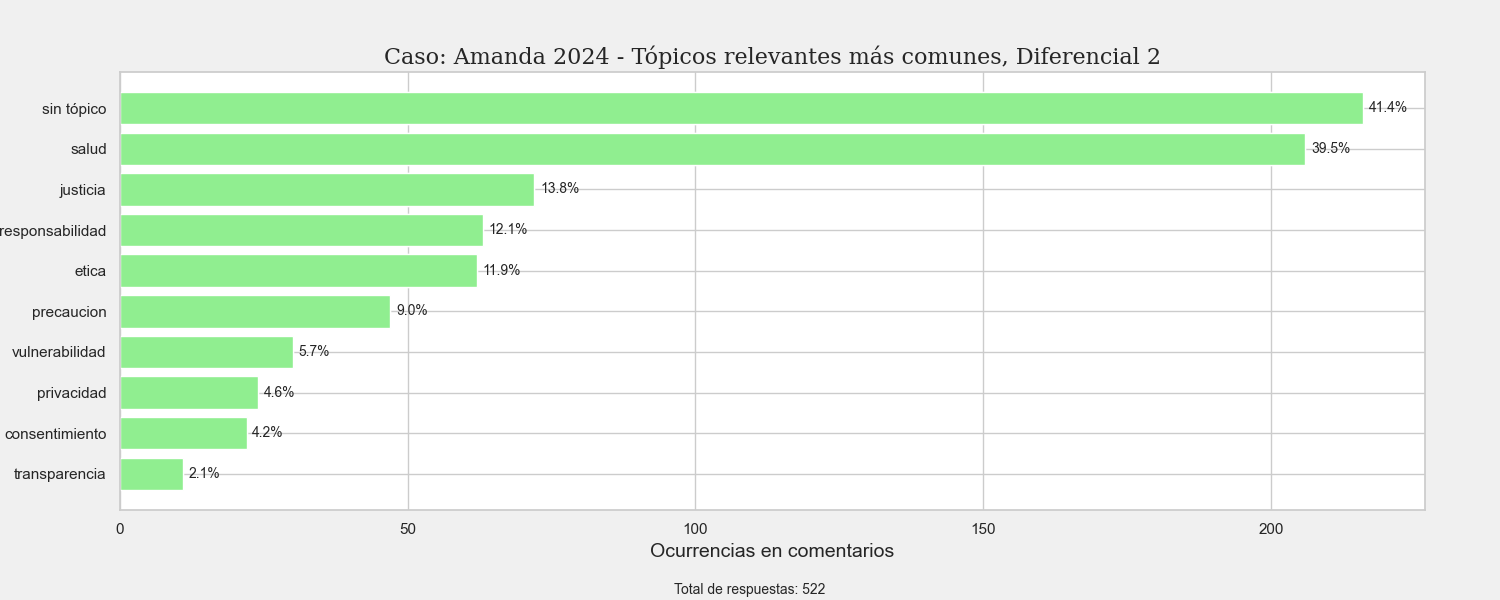 Caso: Amanda 2024 - Tópicos relevantes más comunes, Diferencial 2
sin tópico 41.4%
salud 39.5%
justicia 13.8%
responsabilidad 12.1%
etica 11.9%
precaucion 9.0%
vulnerabilidad 5.7%
privacidad 4.6%
consentimiento 4.2%
transparencia 2.1%
0 50 100 150 200
Ocurrencias en comentarios
Total de respuestas: 522